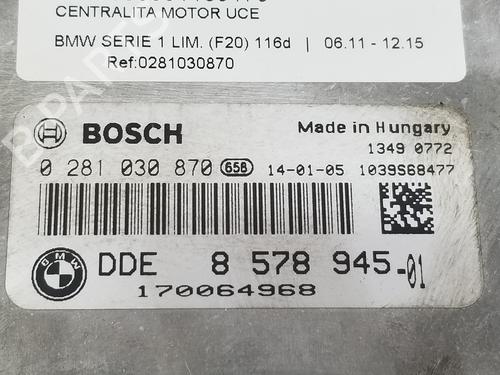 CENTRALITA MOTOR UCE
BMW SERIE 1 LIM. (F20) 116d | 06.11 - 12.15
Ref:0281030870
BOSCH
Made in Hungary
1349 0772
0 281 030 870 658 14-01-05 1039S68477
BMW DDE 8 578 945-01
170064968